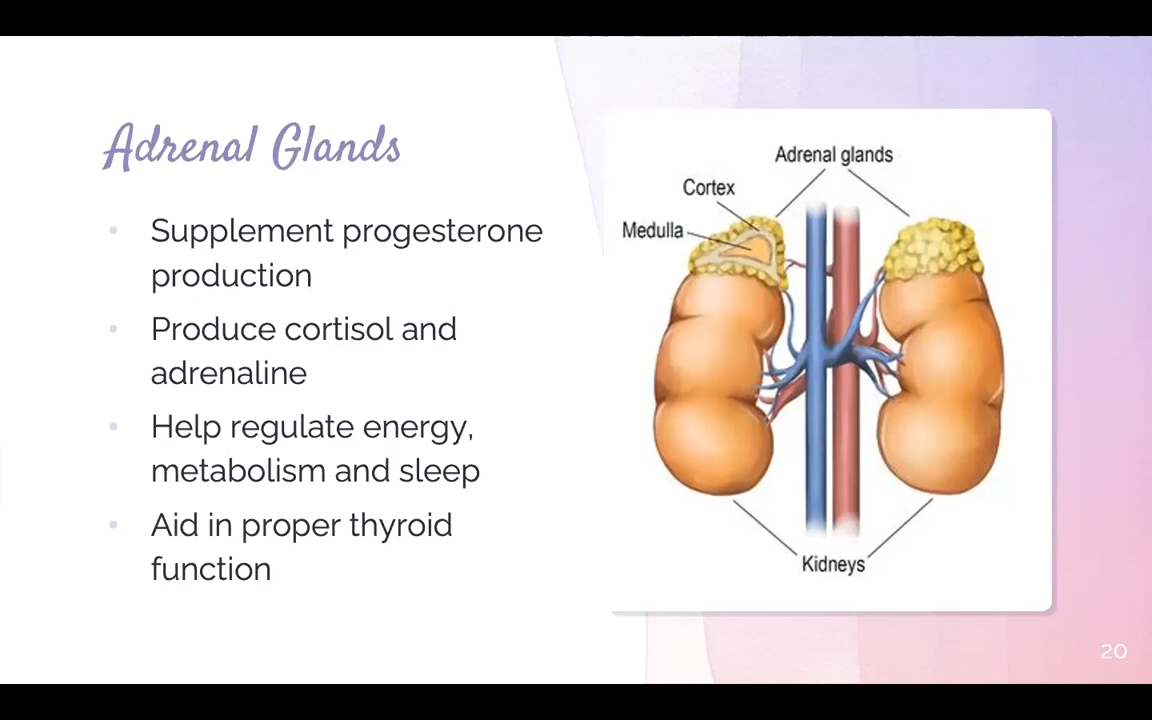 Adrenal Glands
• Supplement progesterone
production
• Produce cortisol and
adrenaline
• Help regulate energy,
metabolism and sleep
• Aid in proper thyroid
function
Adrenal glands
Cortex
Medulla
Kidneys
20